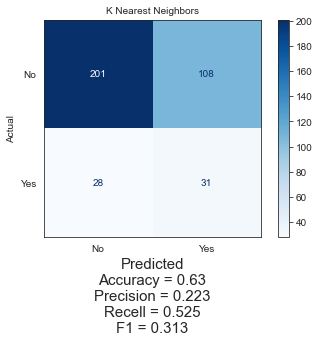 K Nearest Neighbors
200
180
160
140
120
100
80
60
40
No
201
108
Actual
Yes
28
31
No
Yes
Predicted
Accuracy = 0.63
Precision = 0.223
Recell = 0.525
F1 = 0.313